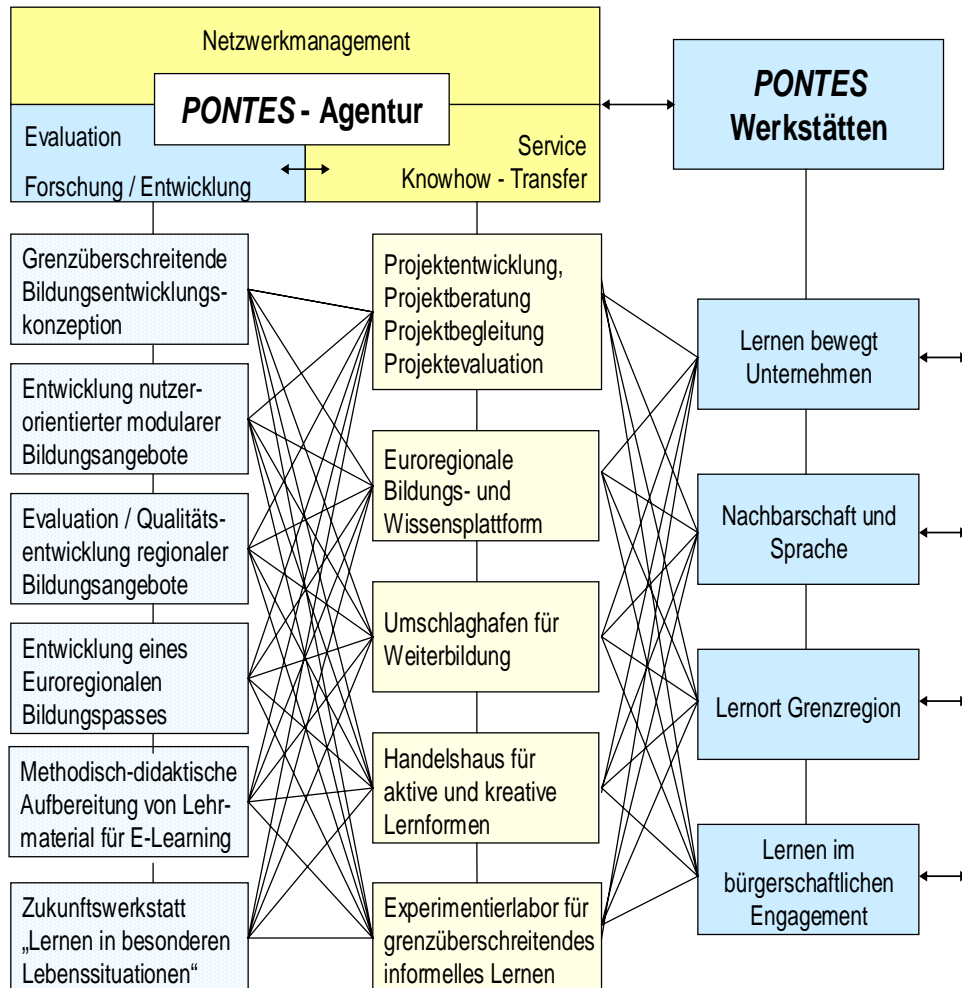 Netzwerkmanagement
PONTES - Agentur
Evaluation
Forschung / Entwicklung
Service
Knowhow - Transfer
PONTES
Werkstätten
Grenzüberschreitende
Bildungsentwicklungs-
konzeption
Entwicklung nutzer-
orientierter modularer
Bildungsangebote
Evaluation / Qualitäts-
entwicklung regionaler
Bildungsangebote
Entwicklung eines
Euroregionalen
Bildungspasses
Methodisch-didaktische
Aufbereitung von Lehr-
material für E-Learning
Zukunftswerkstatt
„Lernen in besonderen
Lebenssituationen“
Projektentwicklung,
Projektberatung
Projektbegleitung
Projektevaluation
Euroregionale
Bildungs- und
Wissensplattform
Umschlaghafen für
Weiterbildung
Handelshaus für
aktive und kreative
Lernformen
Experimentierlabor für
grenzüberschreitendes
informelles Lernen
Lernen bewegt
Unternehmen
Nachbarschaft und
Sprache
Lernort Grenzregion
Lernen im
bürgerschaftlichen
Engagement